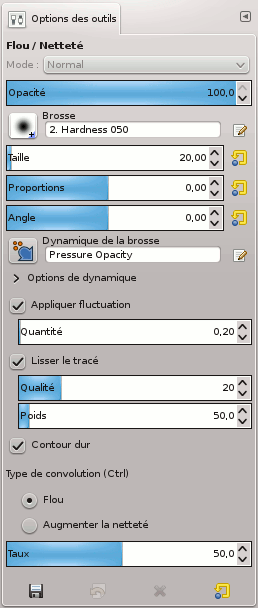 Options des outils
Flou / Netteté
Mode : Normal
Opacité 100,0
Brosse
2. Hardness 050
Taille 20,00
Proportions 0,00
Angle 0,00
Dynamique de la brosse
Pressure Opacity
Options de dynamique
Appliquer fluctuation
Quantité 0,20
Lisser le tracé
Qualité 20
Poids 50,0
Contour dur
Type de convolution (Ctrl)
Flou
Augmenter la netteté
Taux 50,0